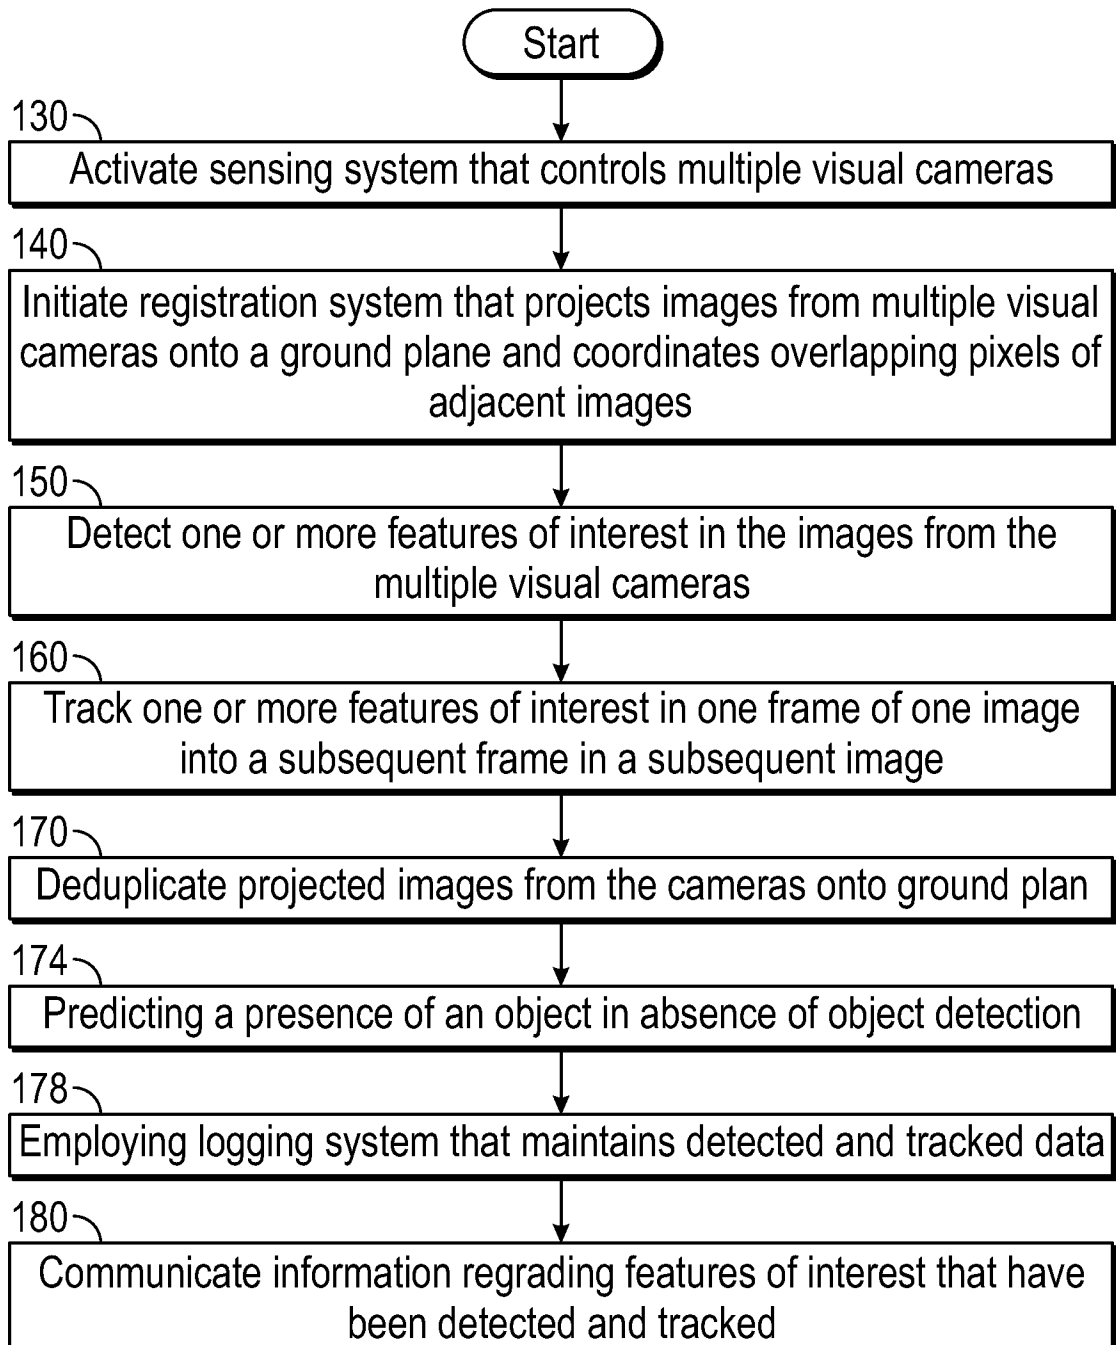 Start
130
Activate sensing system that controls multiple visual cameras
140
Initiate registration system that projects images from multiple visual
cameras onto a ground plane and coordinates overlapping pixels of
adjacent images
150
Detect one or more features of interest in the images from the
multiple visual cameras
160
Track one or more features of interest in one frame of one image
into a subsequent frame in a subsequent image
170
Deduplicate projected images from the cameras onto ground plan
174
Predicting a presence of an object in absence of object detection
178
Employing logging system that maintains detected and tracked data
180
Communicate information regrading features of interest that have
been detected and tracked